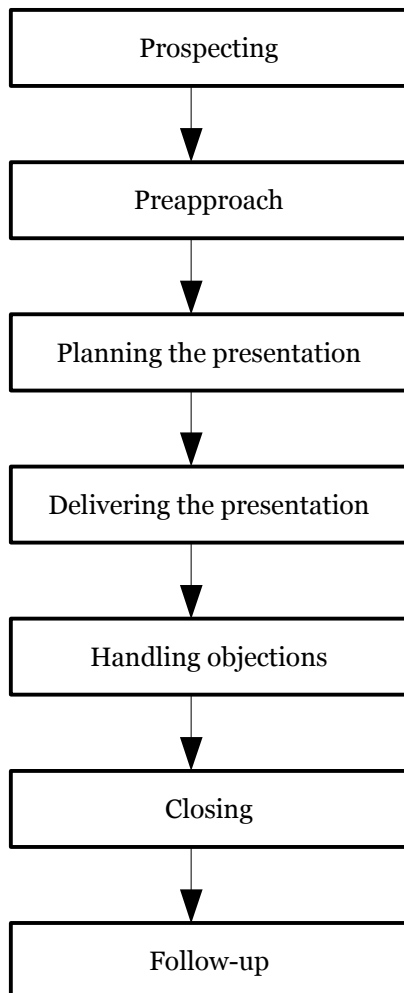 Prospecting
Preapproach
Planning the presentation
Delivering the presentation
Handling objections
Closing
Follow-up